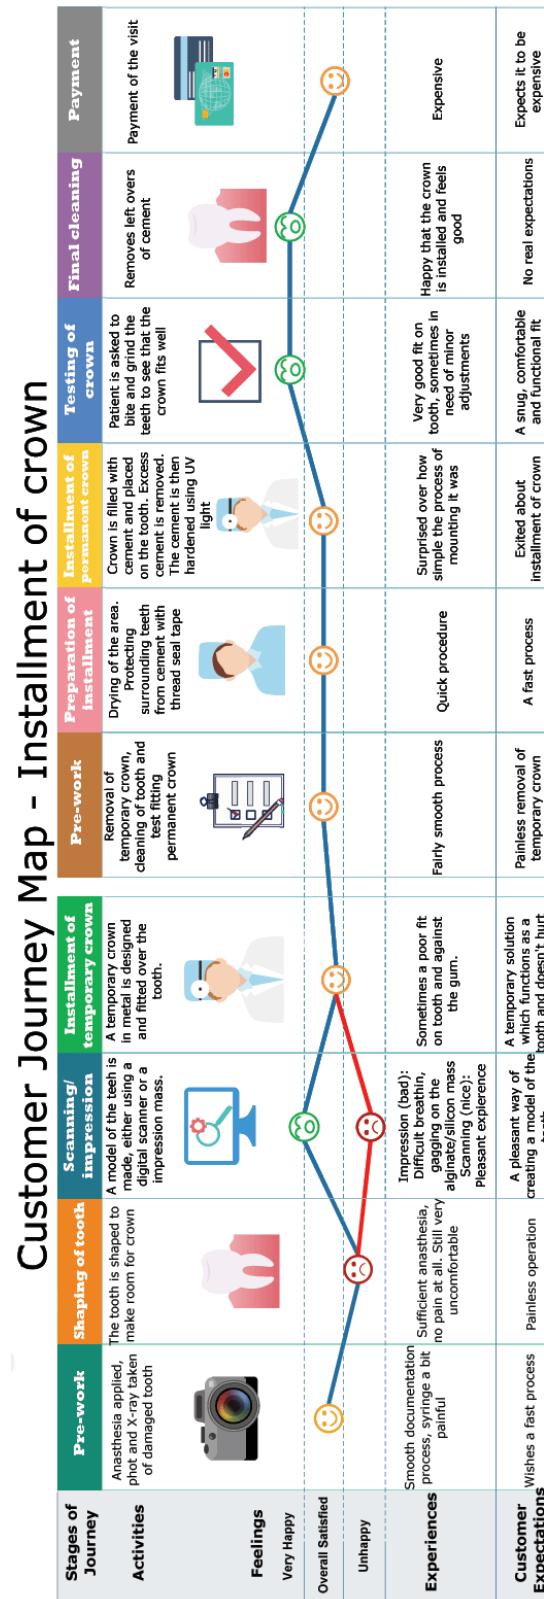 Customer Journey Map - Installment of crown
Stages of
Journey
Pre-work
Shaping of tooth
Scanning/
impression
Installment of
temporary crown
Pre-work
Preparation of
installment
Installment of
permanent crown
Testing of
crown
Final cleaning
Payment
Activities
Anasthesia applied,
phot and X-ray taken
of damaged tooth
The tooth is shaped to
make room for crown
A model of the teeh is
made, either using a
digital scanner or a
impression mass.
A temporary crown
in metal is designed
and fitted over the
tooth.
Removal of
temporary crown,
cleaning of tooth and
test fitting
permanent crown
Drying of the area.
Protecting
surrounding teeth
from cement with
thread seal tape
Crown is filled with
cement and placed
on the tooth. Excess
cement is removed.
The cement is then
hardened using UV
light
Patient is asked to
bite and grind the
teeth to see that the
crown fits well
Removes left overs
of cement
Payment of the visit
Feelings
Very Happy
Overall Satisfied
Unhappy
Experiences
Smooth documentation
process, syringe a bit
painful
Sufficient anasthesia,
no pain at all. Still very
uncomfortable
Impression (bad):
Difficult breathin,
gagging on the
alginate/silicon mass
Scanning (nice):
Pleasant expierence
Sometimes a poor fit
on tooth and against
the gum.
Fairly smooth process
Quick procedure
Surprised over how
simple the process of
mounting it was
Very good fit on
tooth, sometimes in
need of minor
adjustments
Happy that the crown
is installed and feels
good
Expensive
Customer
Expectations
Wishes a fast process
Painless operation
A pleasant way of
creating a model of the
A temporary solution
which functions as a
tooth and doesn't hurt
Painless removal of
temporary crown
A fast process
Exited about
installment of crown
A snug, comfortable
and functional fit
No real expectations
Expects it to be
expensive